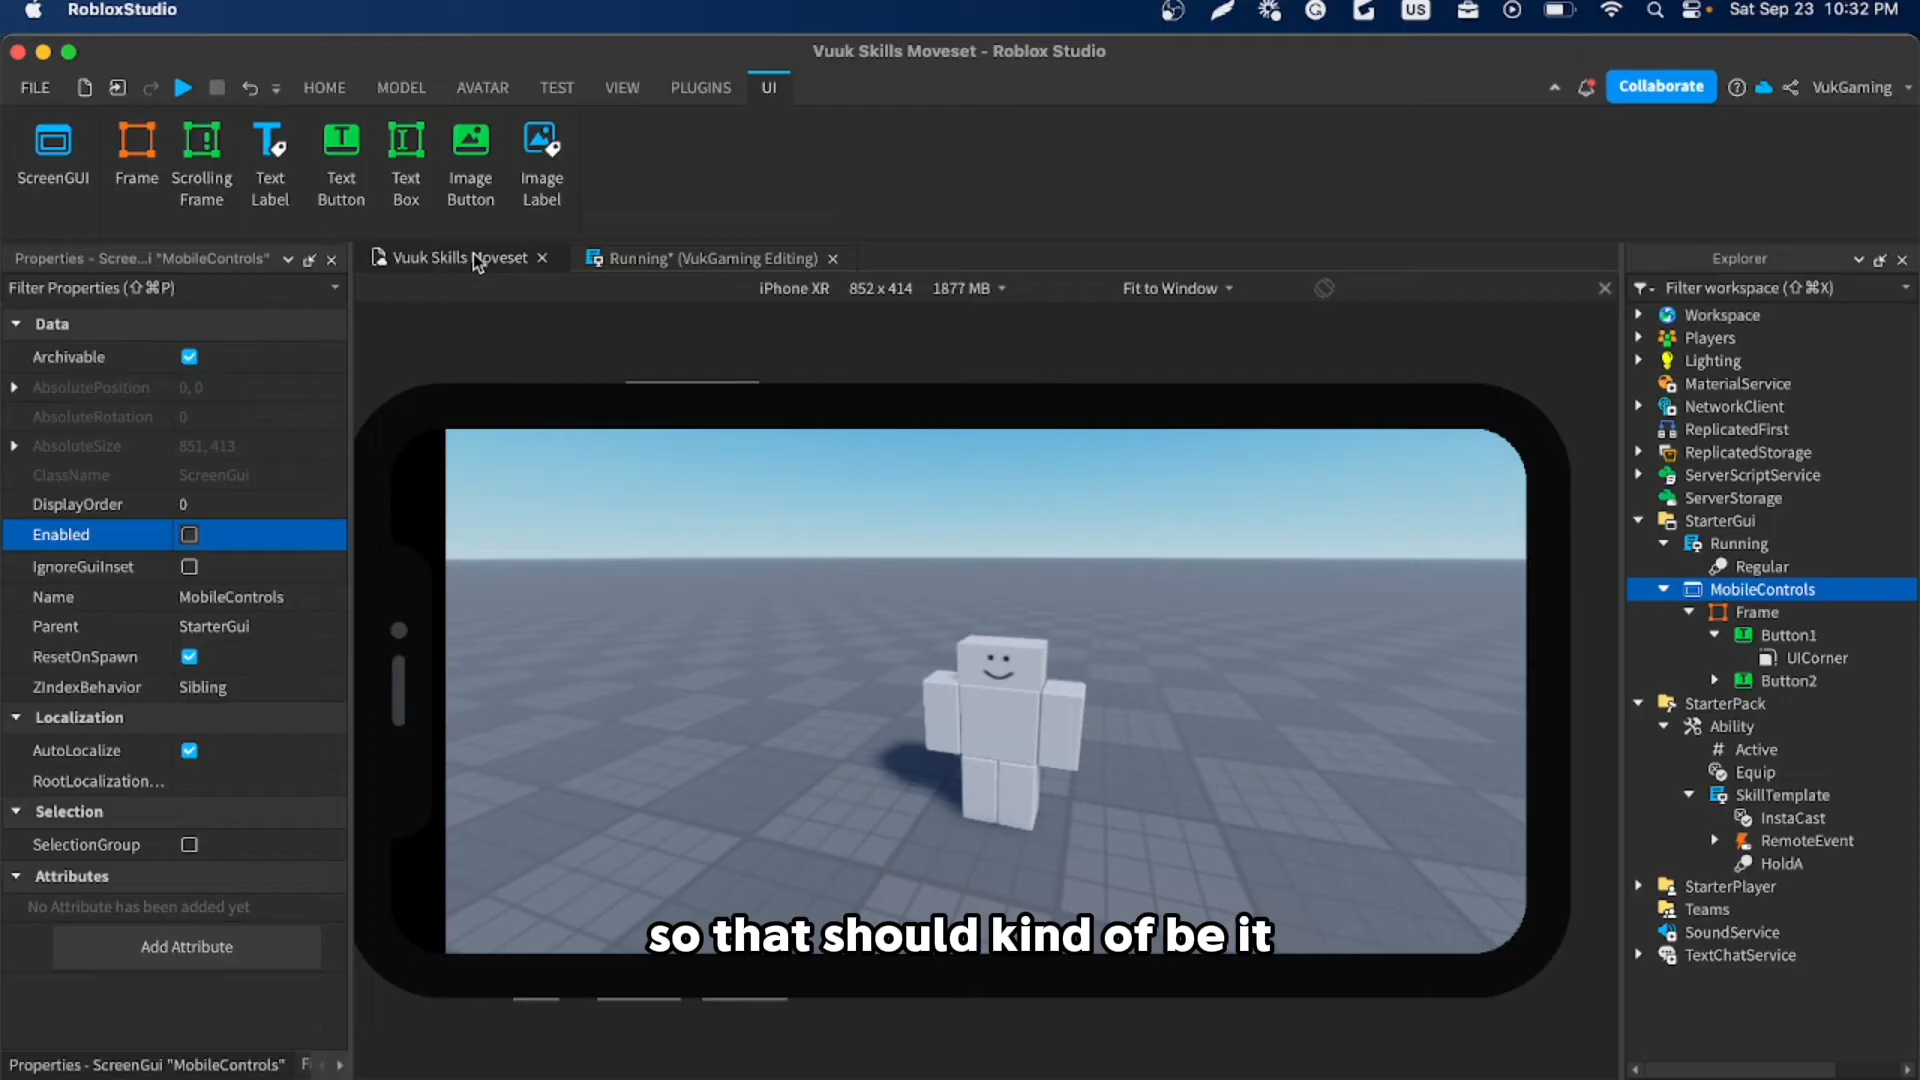 RobloxStudio
US
Sat Sep 23 10:32 PM
Vuuk Skills Moveset - Roblox Studio
FILE
HOME
MODEL
AVATAR
TEST
VIEW
PLUGINS
UI
Collaborate
VukGaming
ScreenGUI
Frame
Scrolling
Frame
Text
Label
Text
Button
Text
Box
Image
Button
Image
Label
Properties - Scree...i "MobileControls"
Filter Properties (⇧⌘P)
Data
Archivable
AbsolutePosition 0, 0
AbsoluteRotation 0
AbsoluteSize 851, 413
ClassName ScreenGui
DisplayOrder 0
Enabled
IgnoreGuiInset
Name MobileControls
Parent StarterGui
ResetOnSpawn
ZIndexBehavior Sibling
Localization
AutoLocalize
RootLocalization...
Selection
SelectionGroup
Attributes
No Attribute has been added yet
Add Attribute
Properties - ScreenGui "MobileControls"
Vuuk Skills Moveset
Running* (VukGaming Editing)
iPhone XR 852 x 414 1877 MB
Fit to Window
so that should kind of be it
Explorer
Filter workspace (⇧⌘X)
Workspace
Players
Lighting
MaterialService
NetworkClient
ReplicatedFirst
ReplicatedStorage
ServerScriptService
ServerStorage
StarterGui
Running
Regular
MobileControls
Frame
Button1
UICorner
Button2
StarterPack
Ability
# Active
Equip
SkillTemplate
InstaCast
RemoteEvent
HoldA
StarterPlayer
Teams
SoundService
TextChatService